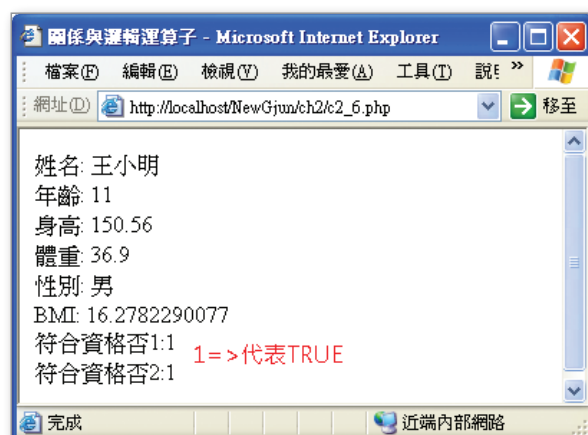 關係與邏輯運算子 - Microsoft Internet Explorer
檔案(F) 編輯(E) 檢視(V) 我的最愛(A) 工具(T) 說 »
網址(D) http://localhost/NewGjun/ch2/c2_6.php 移至
姓名: 王小明
年齡: 11
身高: 150.56
體重: 36.9
性別: 男
BMI: 16.2782290077
符合資格否1:1
1=>代表TRUE
符合資格否2:1
完成 近端內部網路